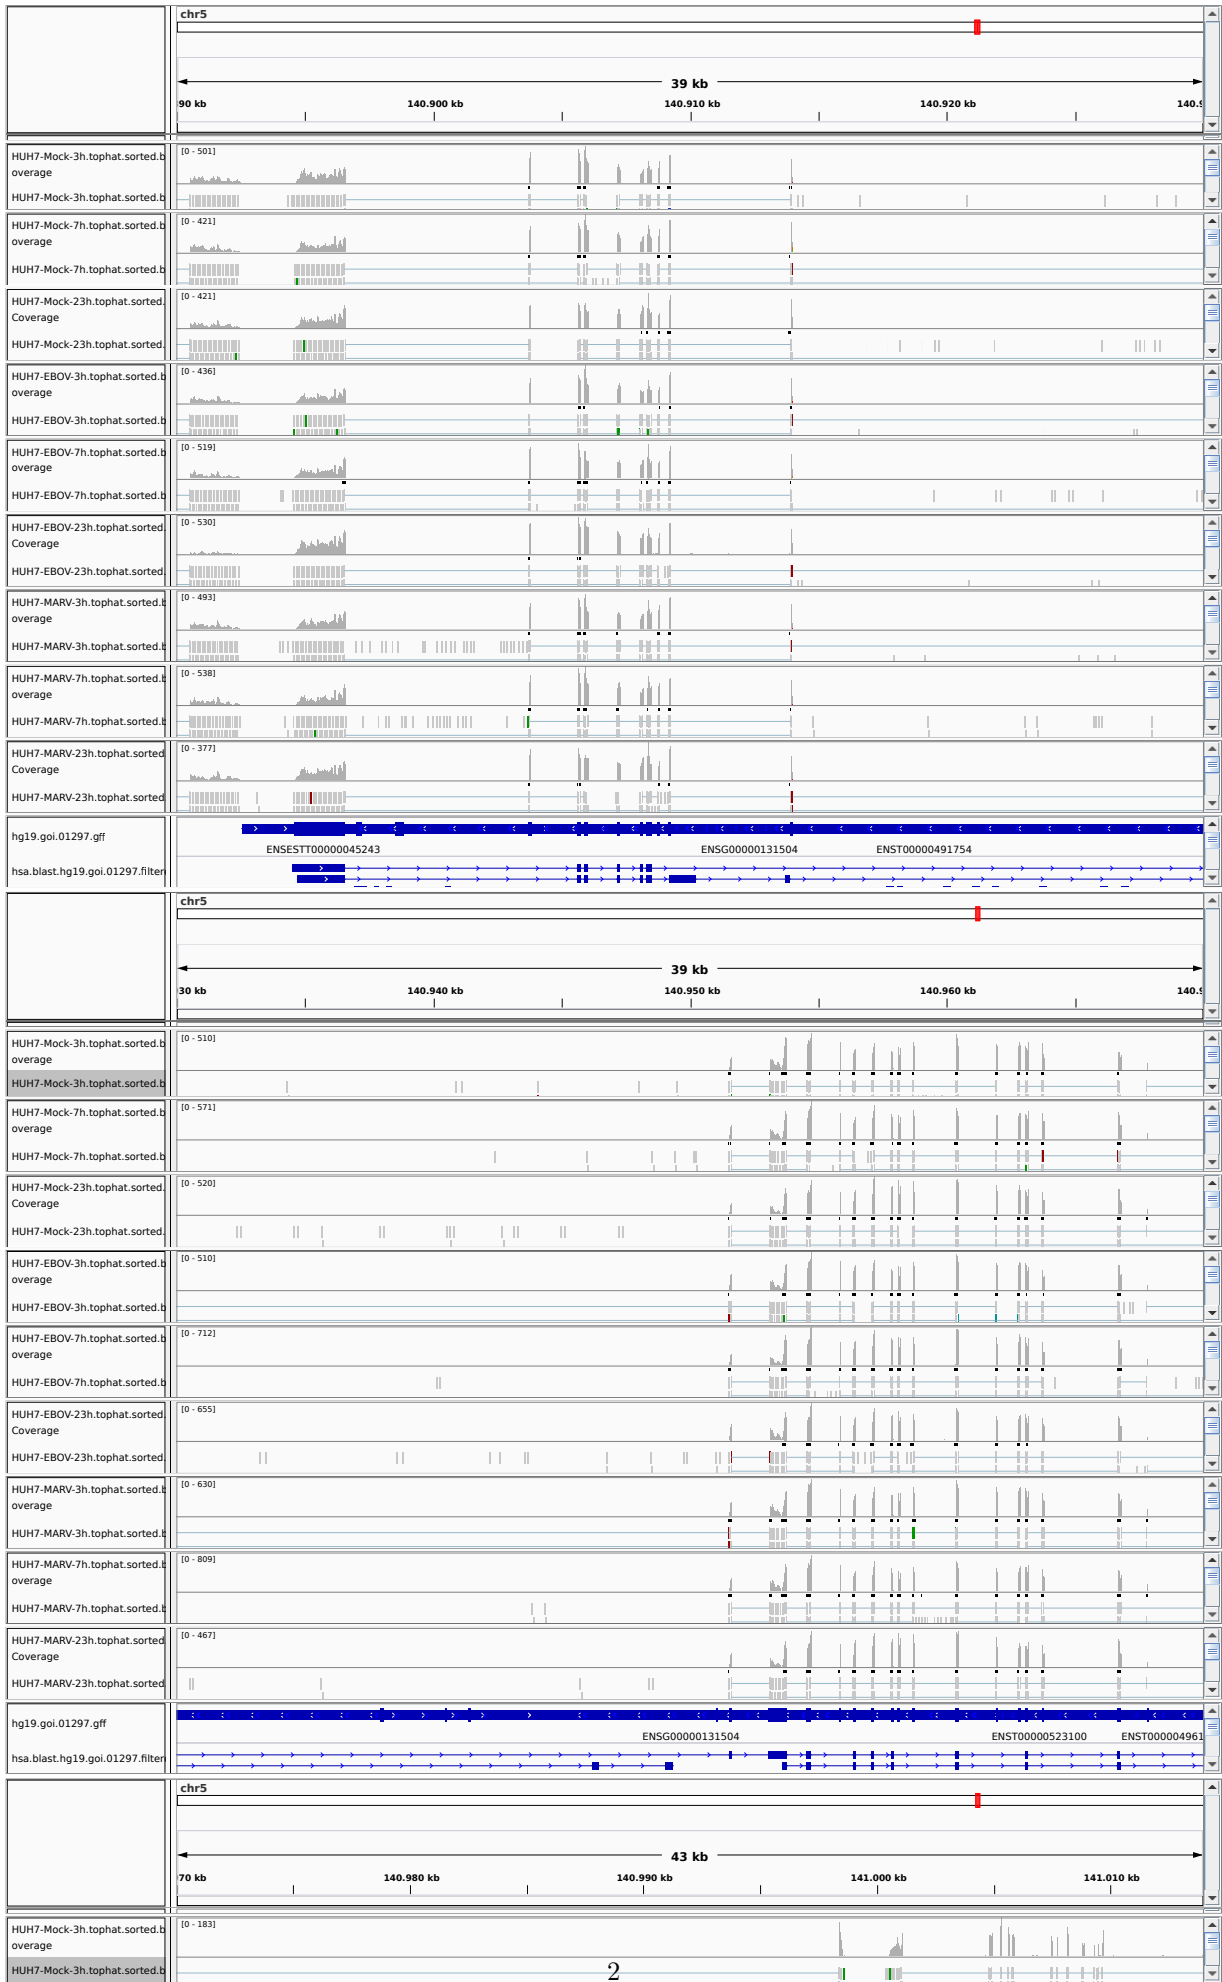 chr5
39 kb
90 kb 140.900 kb 140.910 kb 140.920 kb 140.9
HUH7-Mock-3h.tophat.sorted.b
overage
[0 - 501]
HUH7-Mock-3h.tophat.sorted.b
HUH7-Mock-7h.tophat.sorted.b
overage
[0 - 421]
HUH7-Mock-7h.tophat.sorted.b
HUH7-Mock-23h.tophat.sorted.
Coverage
[0 - 421]
HUH7-Mock-23h.tophat.sorted.
HUH7-EBOV-3h.tophat.sorted.b
overage
[0 - 436]
HUH7-EBOV-3h.tophat.sorted.b
HUH7-EBOV-7h.tophat.sorted.b
overage
[0 - 519]
HUH7-EBOV-7h.tophat.sorted.b
HUH7-EBOV-23h.tophat.sorted.
Coverage
[0 - 530]
HUH7-EBOV-23h.tophat.sorted.
HUH7-MARV-3h.tophat.sorted.b
overage
[0 - 493]
HUH7-MARV-3h.tophat.sorted.b
HUH7-MARV-7h.tophat.sorted.b
overage
[0 - 538]
HUH7-MARV-7h.tophat.sorted.b
HUH7-MARV-23h.tophat.sorted
Coverage
[0 - 377]
HUH7-MARV-23h.tophat.sorted
hg19.goi.01297.gff
ENSESTT00000045243 ENSG00000131504 ENST00000491754
hsa.blast.hg19.goi.01297.filter
chr5
39 kb
30 kb 140.940 kb 140.950 kb 140.960 kb 140.9
HUH7-Mock-3h.tophat.sorted.b
overage
[0 - 510]
HUH7-Mock-3h.tophat.sorted.b
HUH7-Mock-7h.tophat.sorted.b
overage
[0 - 571]
HUH7-Mock-7h.tophat.sorted.b
HUH7-Mock-23h.tophat.sorted.
Coverage
[0 - 520]
HUH7-Mock-23h.tophat.sorted.
HUH7-EBOV-3h.tophat.sorted.b
overage
[0 - 510]
HUH7-EBOV-3h.tophat.sorted.b
HUH7-EBOV-7h.tophat.sorted.b
overage
[0 - 712]
HUH7-EBOV-7h.tophat.sorted.b
HUH7-EBOV-23h.tophat.sorted.
Coverage
[0 - 655]
HUH7-EBOV-23h.tophat.sorted.
HUH7-MARV-3h.tophat.sorted.b
overage
[0 - 630]
HUH7-MARV-3h.tophat.sorted.b
HUH7-MARV-7h.tophat.sorted.b
overage
[0 - 809]
HUH7-MARV-7h.tophat.sorted.b
HUH7-MARV-23h.tophat.sorted
Coverage
[0 - 467]
HUH7-MARV-23h.tophat.sorted
hg19.goi.01297.gff
ENSG00000131504 ENST00000523100 ENST000004961
hsa.blast.hg19.goi.01297.filter
chr5
43 kb
70 kb 140.980 kb 140.990 kb 141.000 kb 141.010 kb
HUH7-Mock-3h.tophat.sorted.b
overage
[0 - 183]
HUH7-Mock-3h.tophat.sorted.b
2